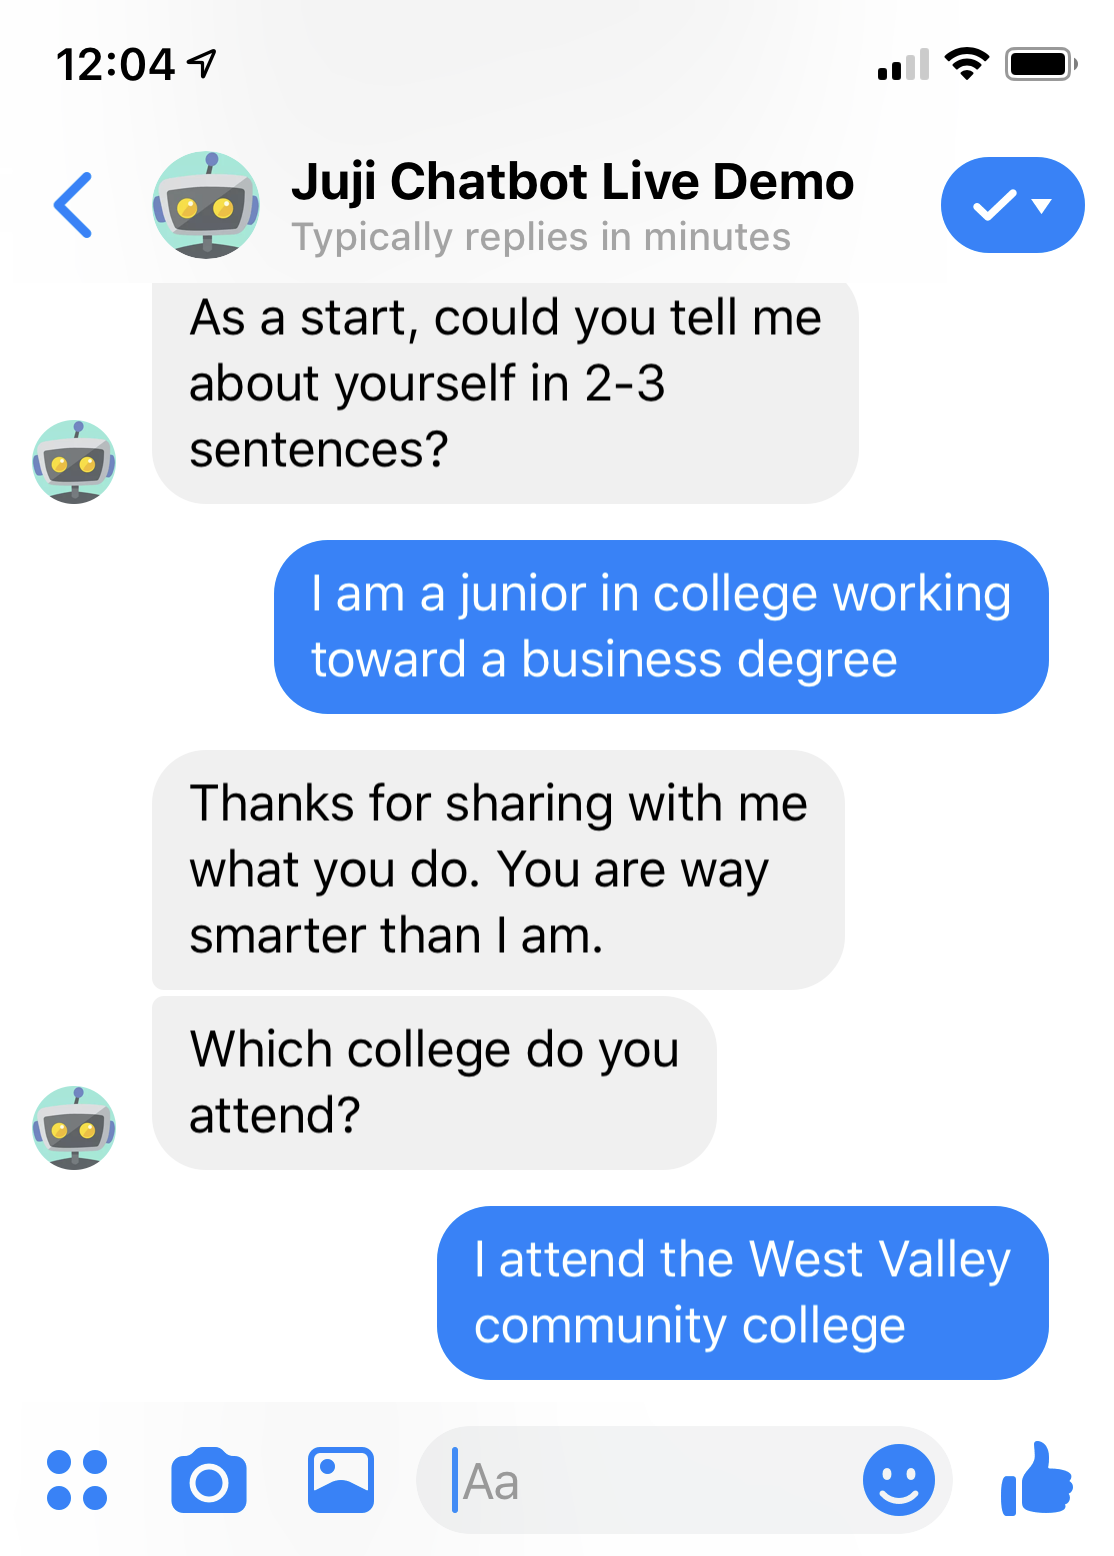 12:04
Juji Chatbot Live Demo
Typically replies in minutes
As a start, could you tell me
about yourself in 2-3
sentences?
I am a junior in college working
toward a business degree
Thanks for sharing with me
what you do. You are way
smarter than I am.
Which college do you
attend?
I attend the West Valley
community college
Aa